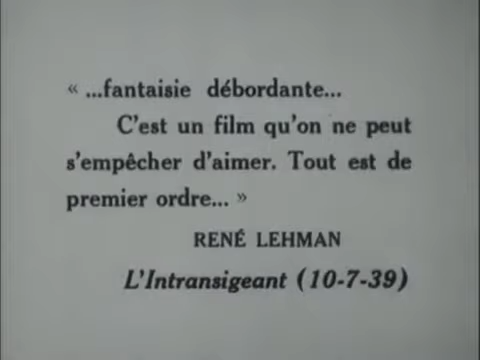 « ...fantaisie débordante...
C'est un film qu'on ne peut
s'empêcher d'aimer. Tout est de
premier ordre... »
RENÉ LEHMAN
L'Intransigeant (10-7-39)